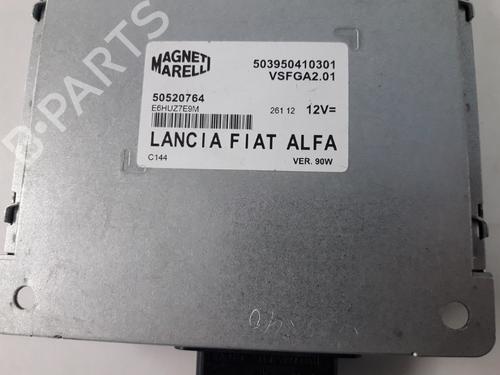 MAGNETI MARELLI
503950410301
VSFGA2.01
50520764
E6HUZ7E9M
261 12 12V=
LANCIA FIAT ALFA
C144 VER. 90W
B-PARTS